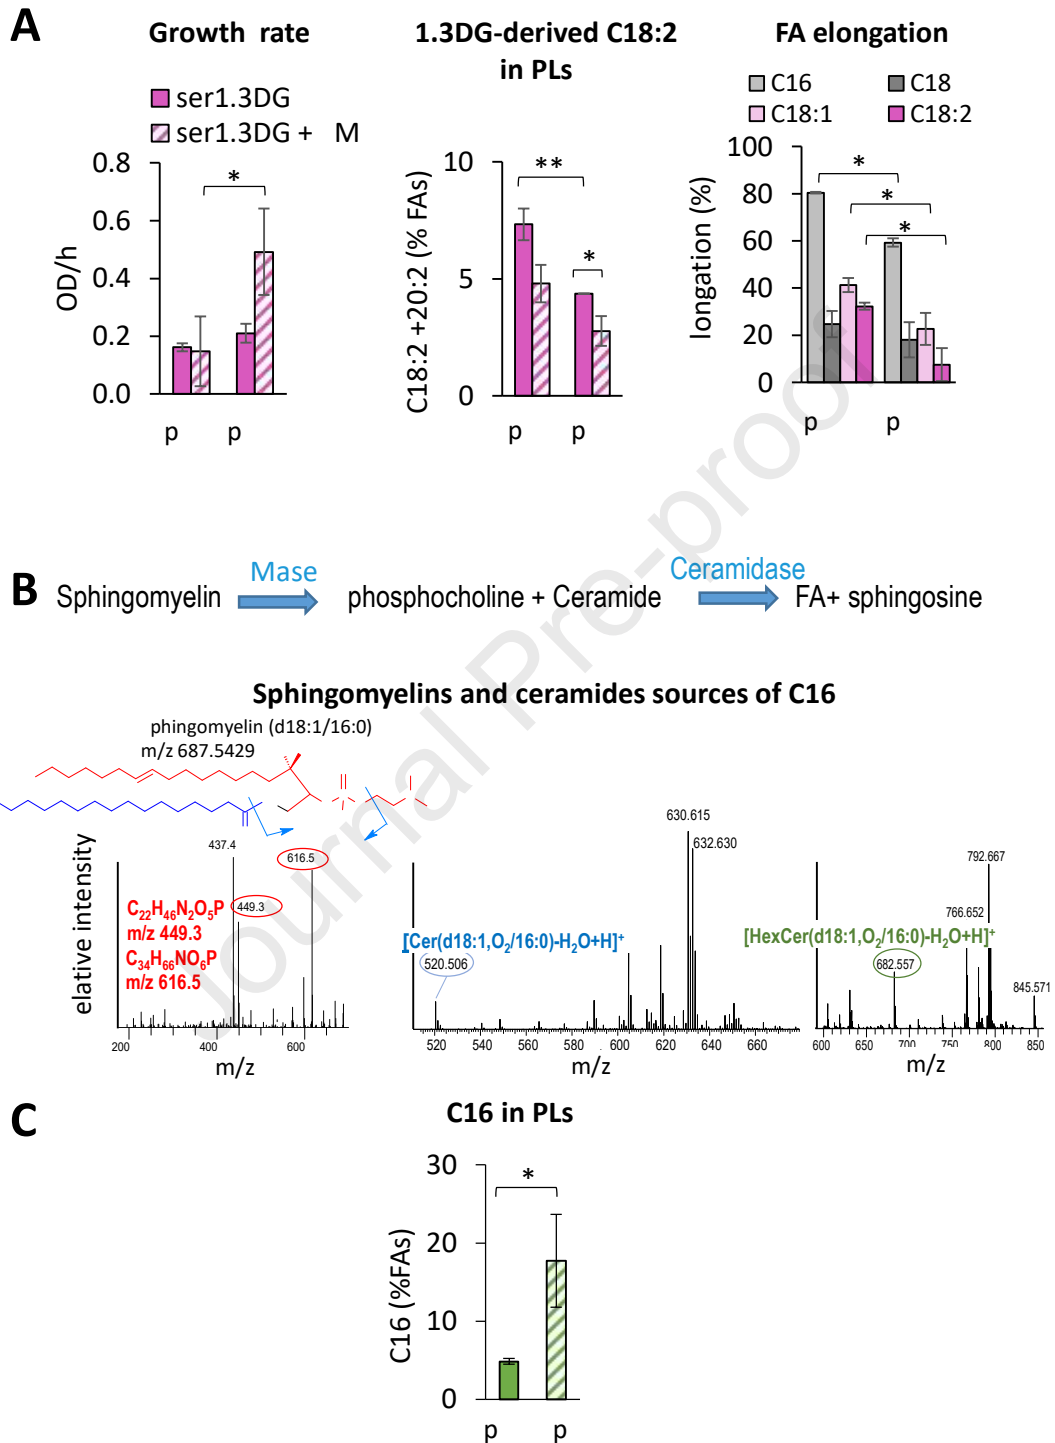 A
Growth rate
ser1.3DG
ser1.3DG + M
OD/h
0.8
0.6
0.4
0.2
0.0
*
p p
1.3DG-derived C18:2
in PLs
C18:2 +20:2 (% FAs)
10
5
0
**
*
p p
FA elongation
C16 C18
C18:1 C18:2
longation (%)
100
80
60
40
20
0
*
*
*
p p
B
Mase Ceramidase
Sphingomyelin phosphocholine + Ceramide FA+ sphingosine
Sphingomyelins and ceramides sources of C16
phingomyelin (d18:1/16:0)
m/z 687.5429
elative intensity
437.4
616.5
449.3
C₂₂H₄₆N₂O₅P
m/z 449.3
C₃₄H₆₆NO₆P
m/z 616.5
200 400 600
m/z
630.615
632.630
[Cer(d18:1,O₂/16:0)-H₂O+H]⁺
520.506
520 540 560 580 600 620 640 660
m/z
792.667
766.652
[HexCer(d18:1,O₂/16:0)-H₂O+H]⁺
682.557
845.571
600 650 700 750 800 850
m/z
C
C16 in PLs
C16 (%FAs)
30
20
10
0
*
p p
Journal Pre-proof